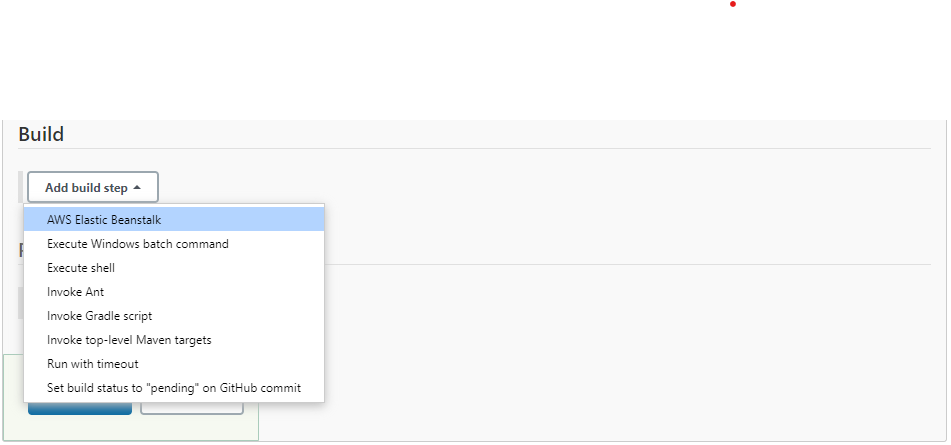 Build
Add build step
AWS Elastic Beanstalk
Execute Windows batch command
Execute shell
Invoke Ant
Invoke Gradle script
Invoke top-level Maven targets
Run with timeout
Set build status to "pending" on GitHub commit